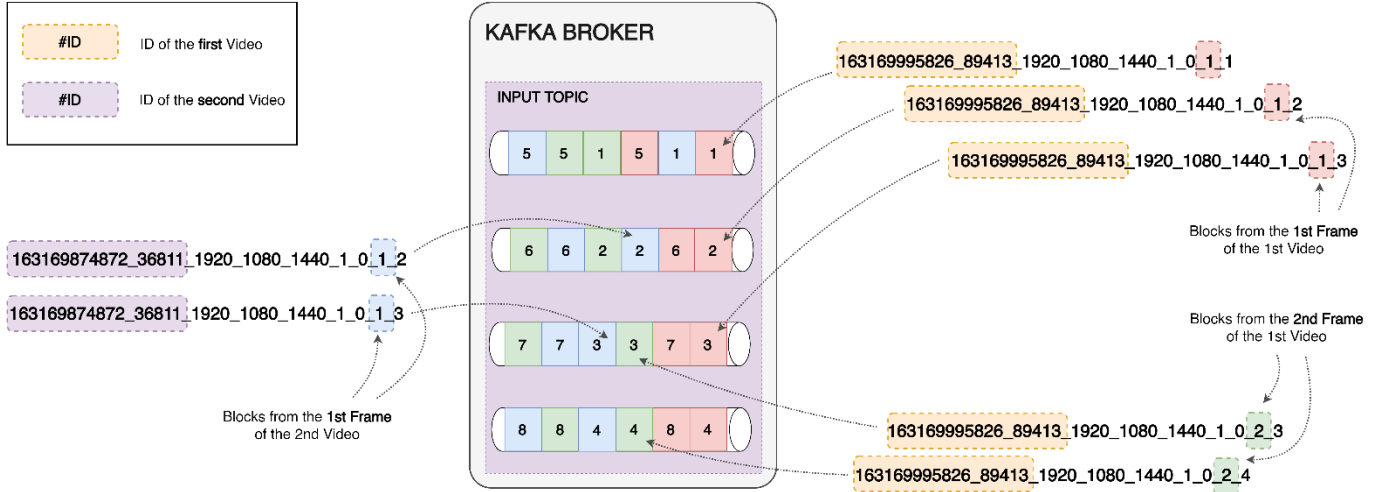 #ID
ID of the first Video
#ID
ID of the second Video
KAFKA BROKER
INPUT TOPIC
5 5 1 5 1 1
6 6 2 2 6 2
7 7 3 3 7 3
8 8 4 4 8 4
163169874872_36811_1920_1080_1440_1_0_1_2
163169874872_36811_1920_1080_1440_1_0_1_3
Blocks from the 1st Frame
of the 2nd Video
163169995826_89413_1920_1080_1440_1_0_1_1
163169995826_89413_1920_1080_1440_1_0_1_2
163169995826_89413_1920_1080_1440_1_0_1_3
Blocks from the 1st Frame
of the 1st Video
Blocks from the 2nd Frame
of the 1st Video
163169995826_89413_1920_1080_1440_1_0_2_3
163169995826_89413_1920_1080_1440_1_0_2_4